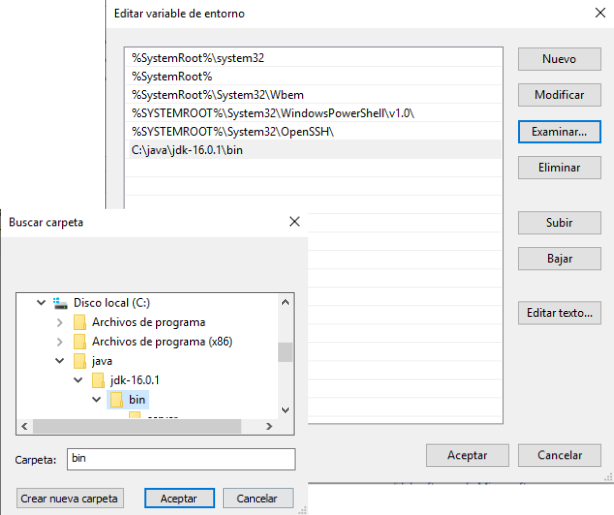 Editar variable de entorno
%SystemRoot%\system32
%SystemRoot%
%SystemRoot%\System32\Wbem
%SYSTEMROOT%\System32\WindowsPowerShell\v1.0\
%SYSTEMROOT%\System32\OpenSSH\
C:\java\jdk-16.0.1\bin
Nuevo
Modificar
Examinar...
Eliminar
Subir
Bajar
Editar texto...
Aceptar
Cancelar
Buscar carpeta
Disco local (C:)
Archivos de programa
Archivos de programa (x86)
java
jdk-16.0.1
bin
Carpeta:
bin
Crear nueva carpeta
Aceptar
Cancelar